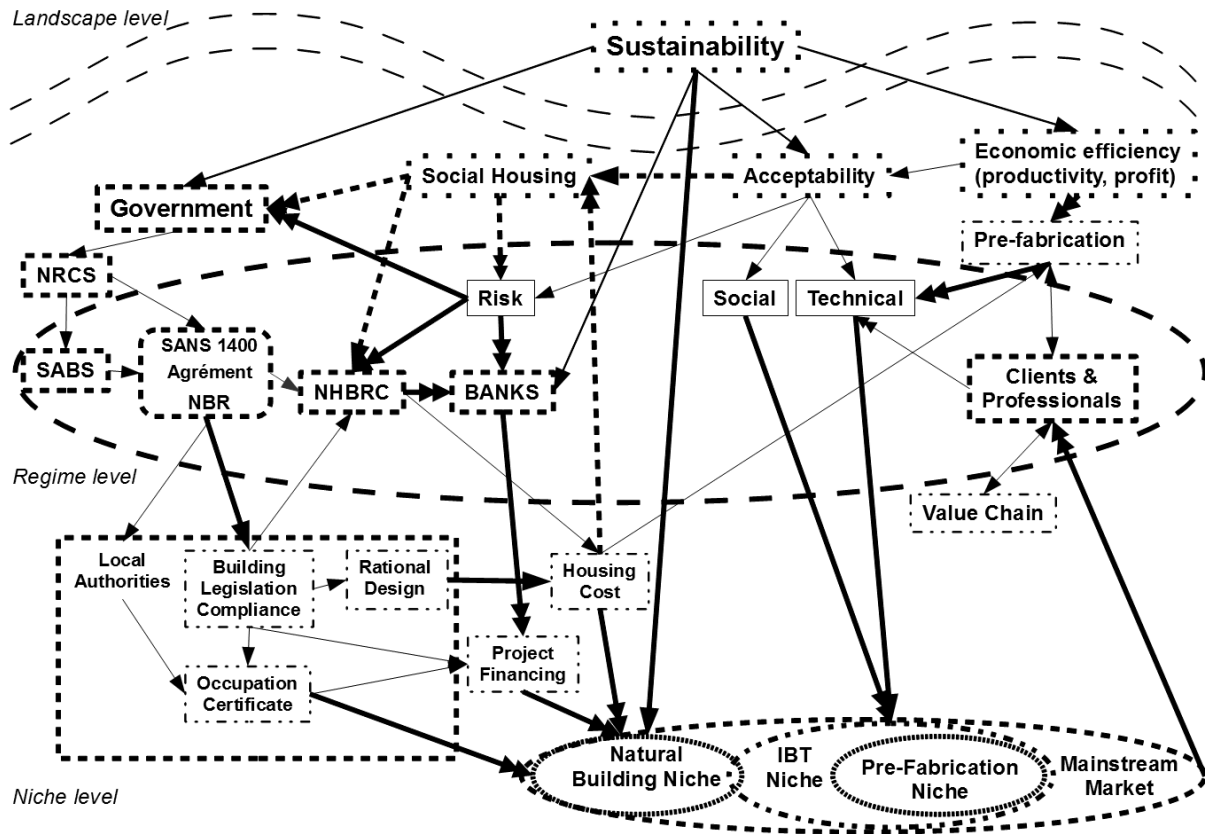 Landscape level
Sustainability
Economic efficiency
(productivity, profit)
Social Housing
Acceptability
Government
Pre-fabrication
NRCS
Risk
Social
Technical
SANS 1400
Agrément
NBR
SABS
NHBRC
BANKS
Clients &
Professionals
Regime level
Value Chain
Local
Authorities
Building
Legislation
Compliance
Rational
Design
Housing
Cost
Project
Financing
Occupation
Certificate
Natural
Building Niche
IBT
Niche
Pre-Fabrication
Niche
Mainstream
Market
Niche level